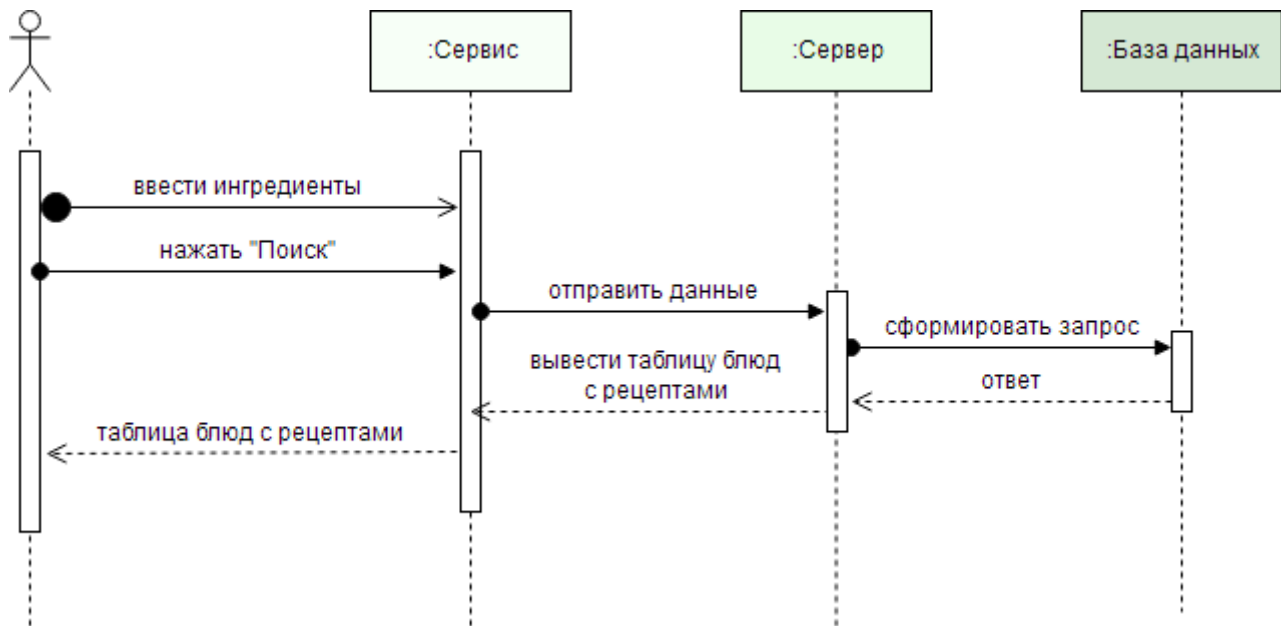 :Сервис
:Сервер
:База данных
ввести ингредиенты
нажать "Поиск"
отправить данные
сформировать запрос
вывести таблицу блюд
с рецептами
ответ
таблица блюд с рецептами